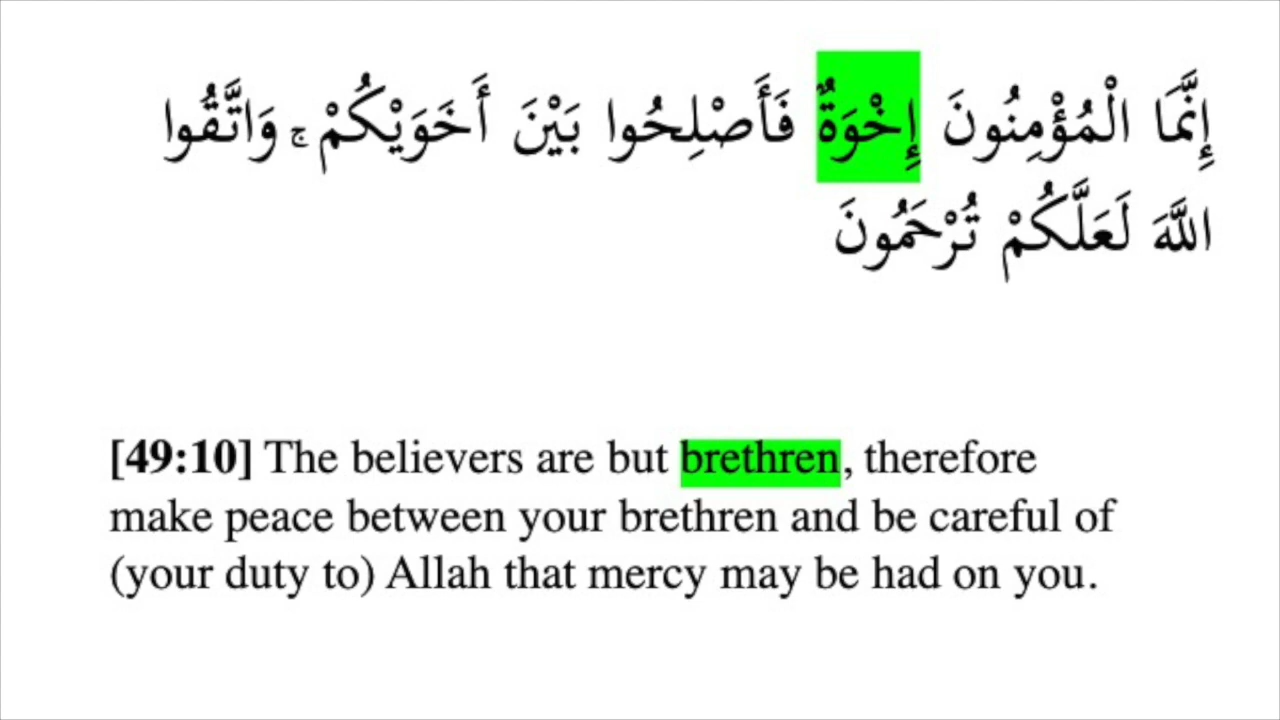 إِنَّمَا الْمُؤْمِنُونَ إِخْوَةٌ فَأَصْلِحُوا بَيْنَ أَخَوَيْكُمْ ۚ وَاتَّقُوا
اللَّهَ لَعَلَّكُمْ تُرْحَمُونَ
[49:10] The believers are but brethren, therefore
make peace between your brethren and be careful of
(your duty to) Allah that mercy may be had on you.